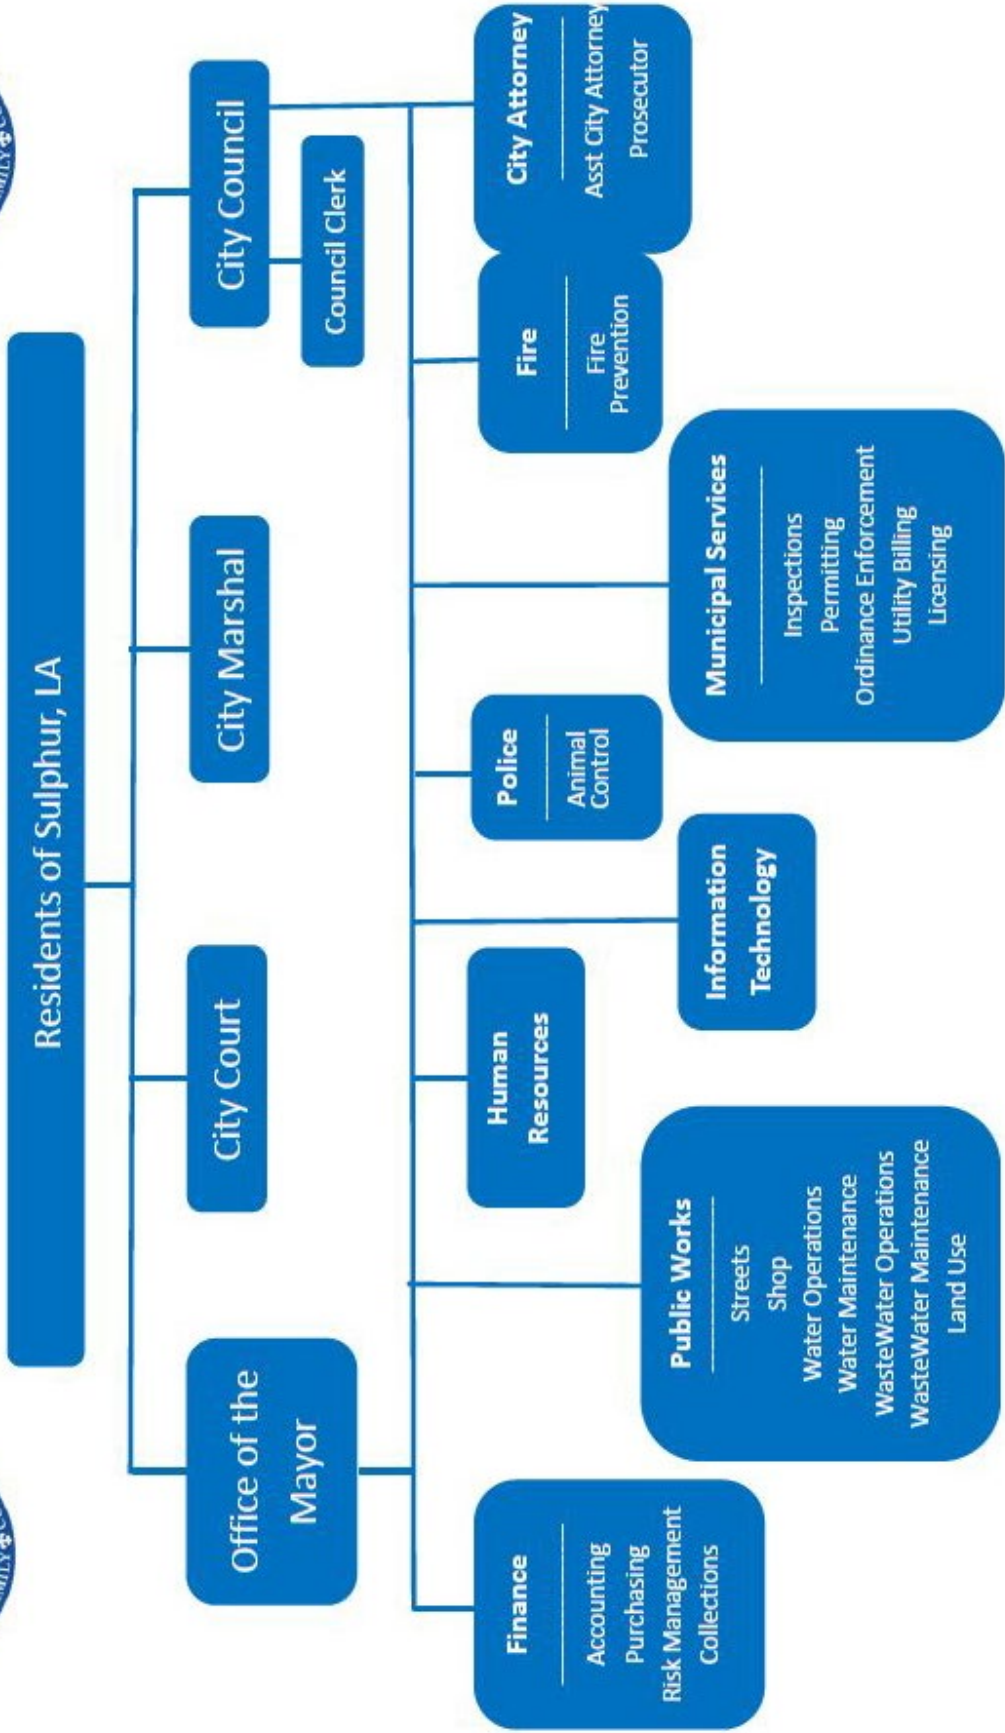 Residents of Sulphur, LA
Office of the
Mayor
City Court
City Marshal
City Council
Council Clerk
Finance
Accounting
Purchasing
Risk Management
Collections
Public Works
Streets
Shop
Water Operations
Water Maintenance
WasteWater Operations
WasteWater Maintenance
Land Use
Human
Resources
Information
Technology
Police
Animal
Control
Municipal Services
Inspections
Permitting
Ordinance Enforcement
Utility Billing
Licensing
Fire
Fire
Prevention
City Attorney
Asst City Attorney
Prosecutor